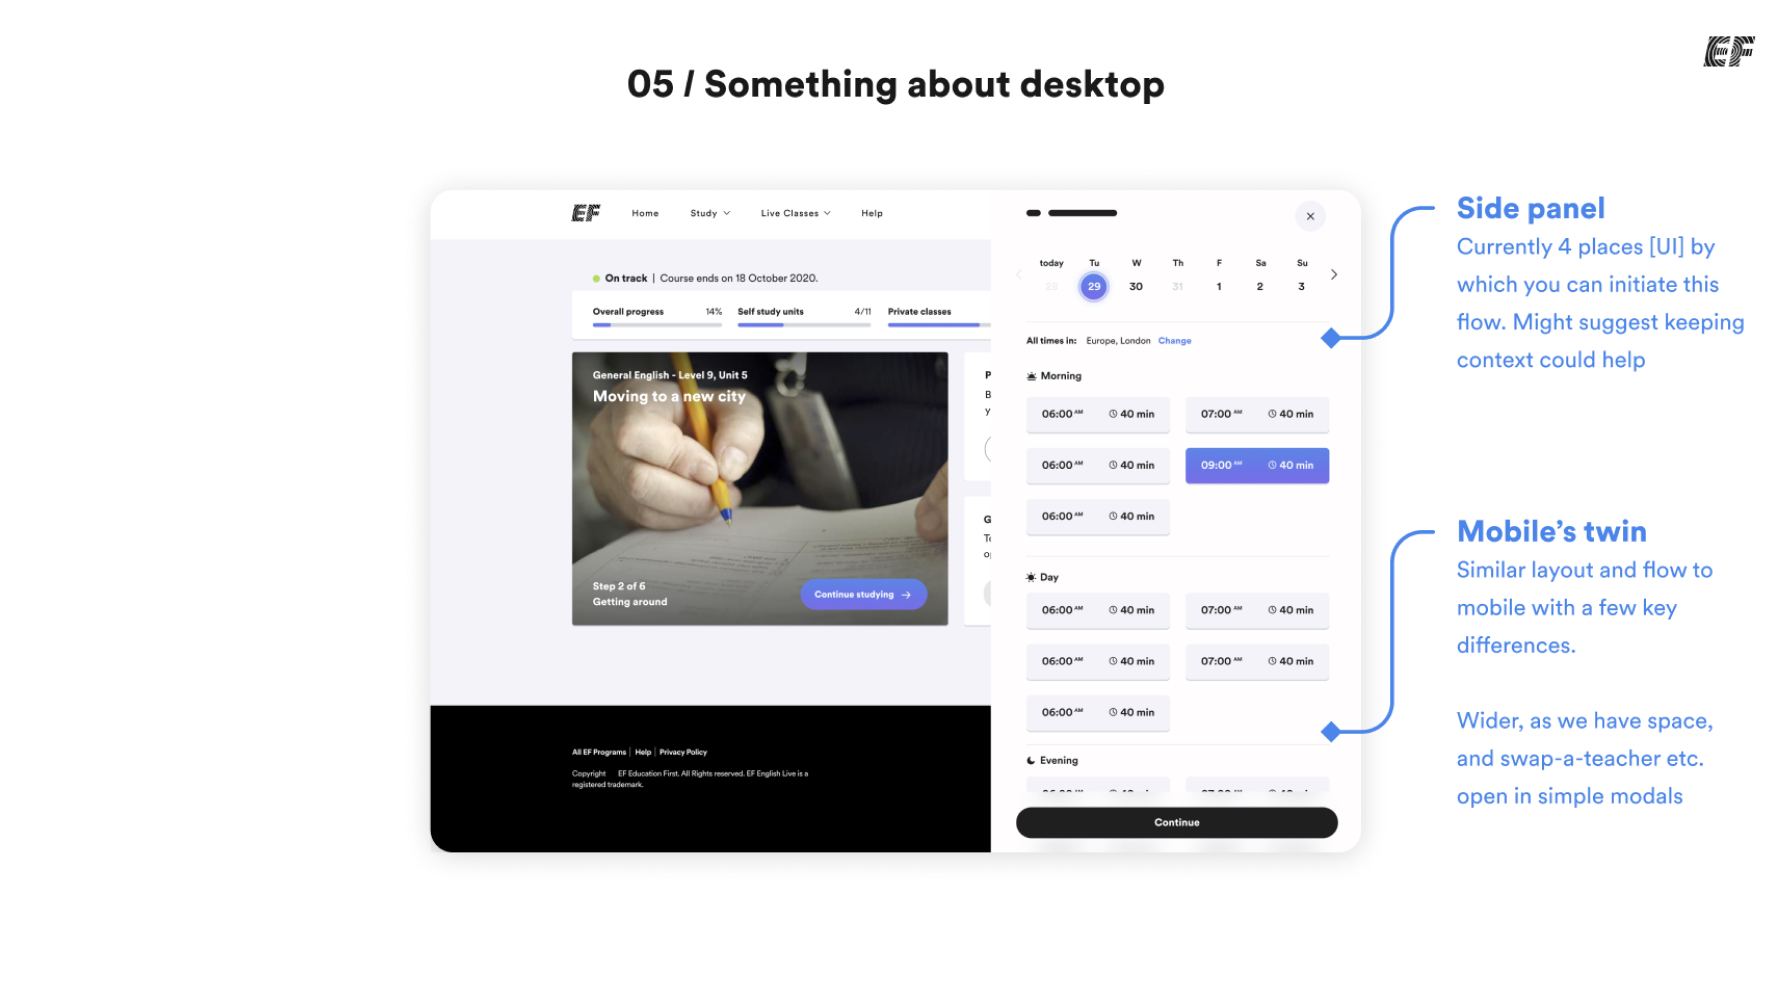 EF
05 / Something about desktop
EF Home Study Live Classes Help
On track | Course ends on 18 October 2020.
Overall progress 14% Self study units 4/11 Private classes
General English - Level 9, Unit 5
Moving to a new city
Step 2 of 6
Getting around
Continue studying →
P
B
y
G
To
All EF Programs | Help | Privacy Policy
Copyright EF Education First. All Rights reserved. EF English Live is a
registered trademark.
today Tu W Th F Sa Su
28 29 30 31 1 2 3
All times in: Europe, London Change
Morning
06:00 AM 40 min 07:00 AM 40 min
06:00 AM 40 min 09:00 AM 40 min
06:00 AM 40 min
Day
06:00 AM 40 min 07:00 AM 40 min
06:00 AM 40 min 07:00 AM 40 min
06:00 AM 40 min
Evening
Continue
Side panel
Currently 4 places [UI] by
which you can initiate this
flow. Might suggest keeping
context could help
Mobile’s twin
Similar layout and flow to
mobile with a few key
differences.
Wider, as we have space,
and swap-a-teacher etc.
open in simple modals